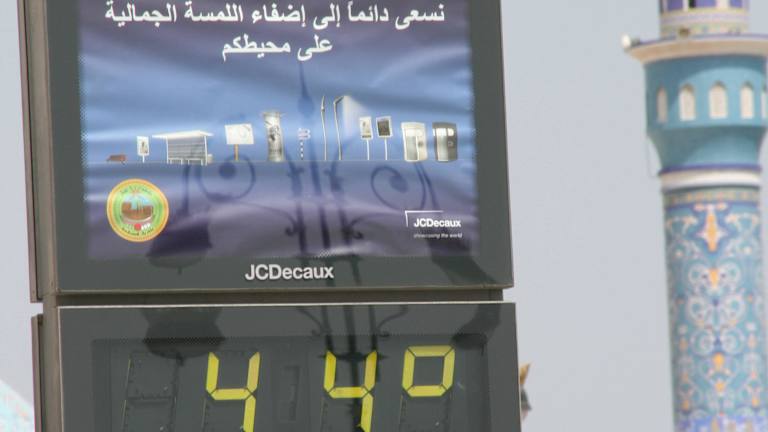 نسعى دائماً إلى إضفاء اللمسة الجمالية
على محيطكم
JCDecaux
showcasing the world
JCDecaux
44°